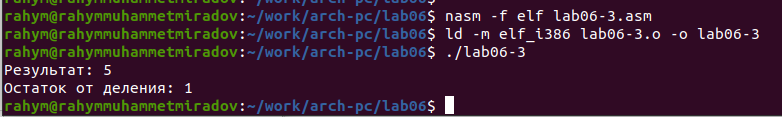 rahym@rahymmuhammetmiradov:~/work/arch-pc/lab06$ nasm -f elf lab06-3.asm
rahym@rahymmuhammetmiradov:~/work/arch-pc/lab06$ ld -m elf_i386 lab06-3.o -o lab06-3
rahym@rahymmuhammetmiradov:~/work/arch-pc/lab06$ ./lab06-3
Результат: 5
Остаток от деления: 1
rahym@rahymmuhammetmiradov:~/work/arch-pc/lab06$